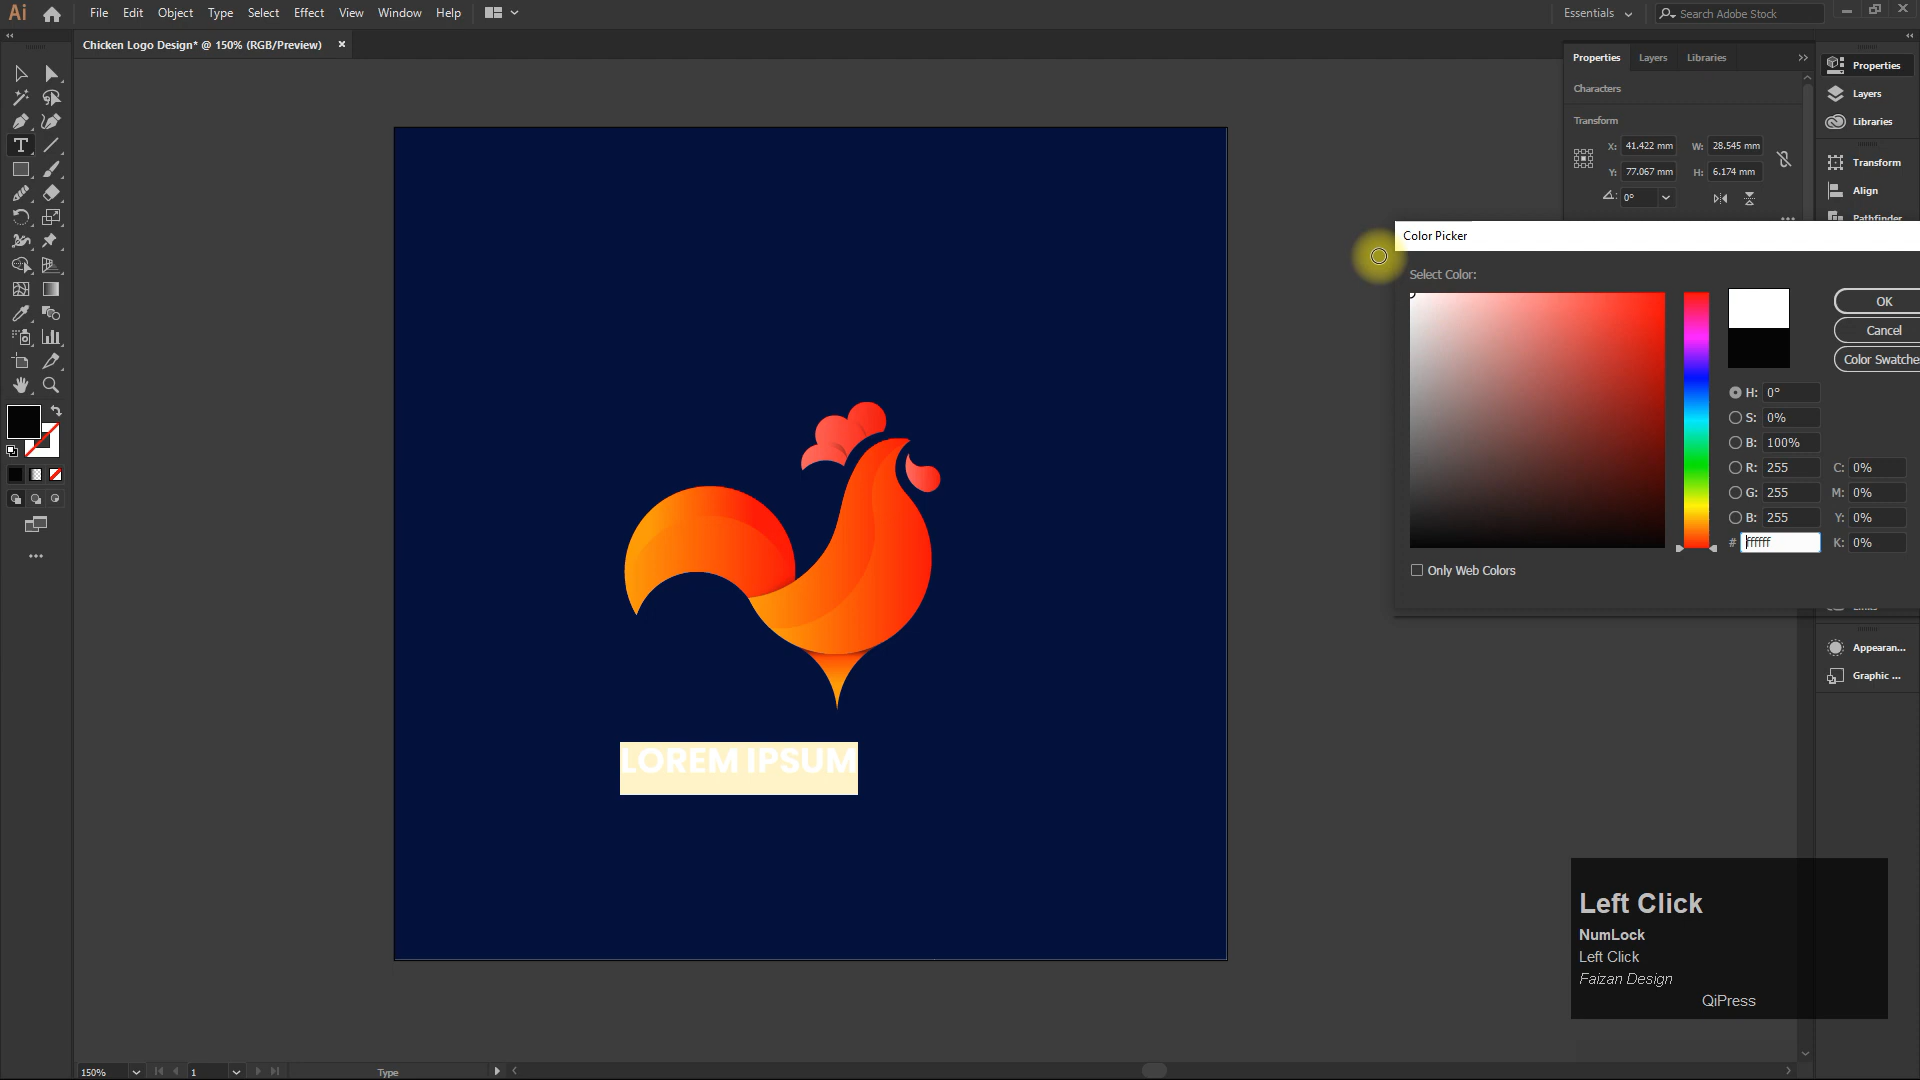 Ai File Edit Object Type Select Effect View Window Help Essentials Search Adobe Stock
Chicken Logo Design* @ 150% (RGB/Preview)
Properties Layers Libraries
Characters
Transform
X: 41.422 mm W: 28.545 mm
Y: 77.067 mm H: 6.174 mm
0°
Properties
Layers
Libraries
Transform
Align
Pathfinder
Color Picker
Select Color:
OK
Cancel
Color Swatche
H: 0°
S: 0%
B: 100%
R: 255 C: 0%
G: 255 M: 0%
B: 255 Y: 0%
# ffffff K: 0%
Only Web Colors
Links
Appearan...
Graphic ...
LOREM IPSUM
Left Click
NumLock
Left Click
Faizan Design
QiPress
150% 1 Type